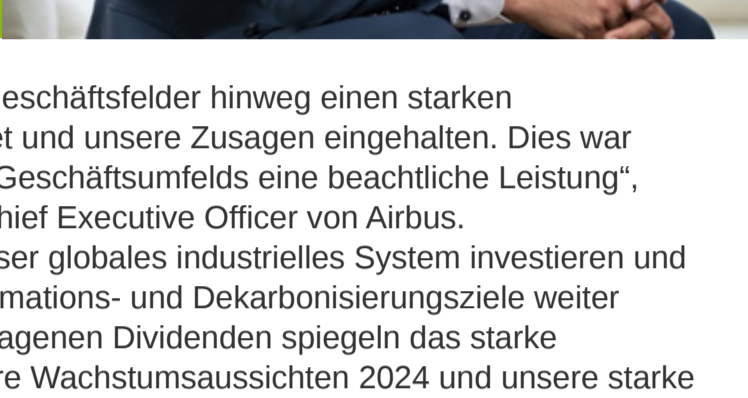 eschäftsfelder hinweg einen starken
et und unsere Zusagen eingehalten. Dies war
Geschäftsumfelds eine beachtliche Leistung“,
hief Executive Officer von Airbus.
ser globales industrielles System investieren und
mations- und Dekarbonisierungsziele weiter
agenen Dividenden spiegeln das starke
re Wachstumsaussichten 2024 und unsere starke